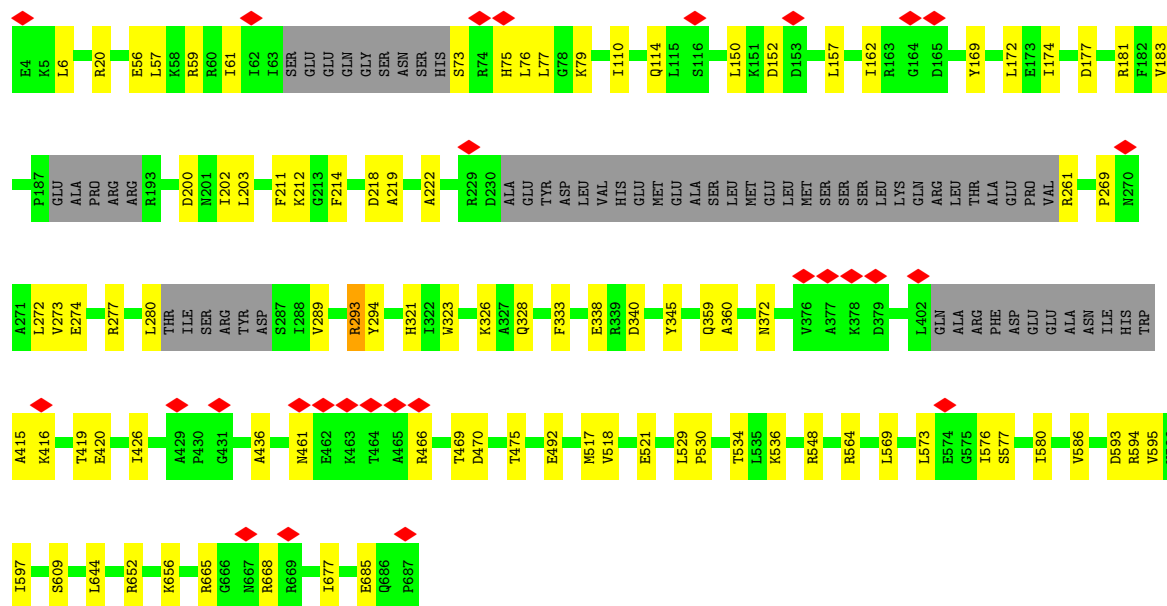 E4 K5 L6 R20 E56 L57 K58 R59 R60 I61 I62 I63 SER GLU GLU GLN GLY SER ASN SER HIS S73 R74 H75 L76 L77 G78 K79 I110 Q114 L115 S116 L150 K151 D152 D153 L157 I162 R163 G164 D165 Y169 L172 E173 I174 D177 R181 F182 V183
P187 GLU ALA PRO ARG ARG R193 D200 N201 I202 L203 F211 K212 G213 F214 D218 A219 A222 R229 D230 ALA GLU TYR ASP LEU VAL HIS GLU MET GLU ALA SER LEU MET GLU LEU MET SER SER SER LEU LYS GLN ARG LEU THR ALA GLU PRO VAL R261 P269 N270
A271 L272 V273 E274 R277 L280 THR ILE SER ARG TYR ASP S287 I288 V289 R293 Y294 H321 I322 W323 K326 A327 Q328 F333 E338 R339 D340 Y345 Q359 A360 N372 V376 A377 K378 D379 L402 GLN ALA ARG PHE ASP GLU GLU ALA ASN ILE HIS TRP
A415 K416 T419 E420 I426 A429 P430 G431 A436 N461 E462 K463 T464 A465 R466 T469 D470 T475 E492 M517 V518 E521 L529 P530 T534 L535 K536 R548 R564 L569 L573 E574 G575 I576 S577 I580 V586 D593 R594 V595
I597 S609 L644 R652 K656 R665 G666 N667 R668 R669 I677 E685 Q686 P687